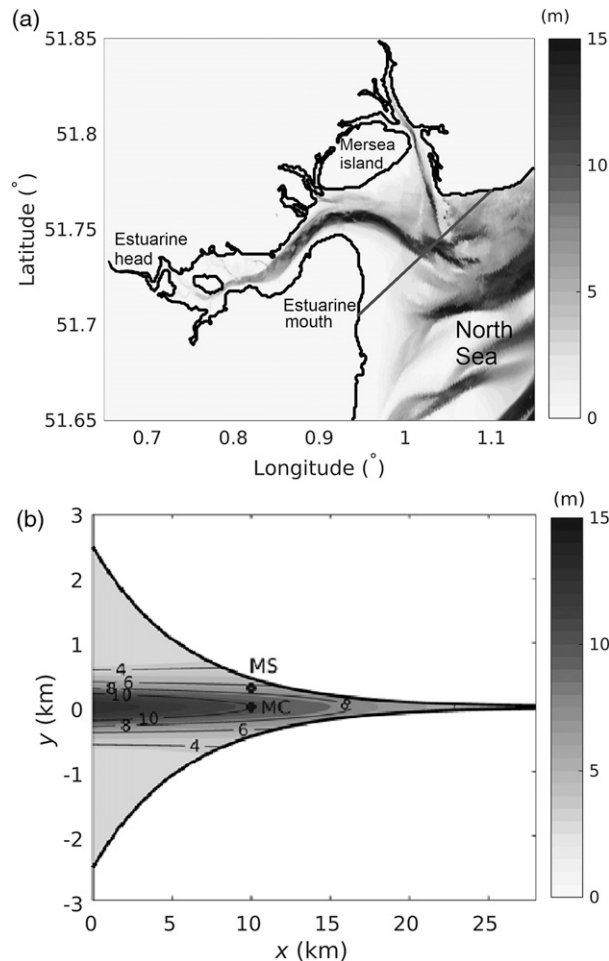 (a)
(m)
51.85
15
51.8
Mersea
island
10
Latitude (°)
51.75
Estuarine
head
5
Estuarine
mouth
51.7
North
Sea
51.65
0
0.7 0.8 0.9 1 1.1
Longitude (°)
(b)
(m)
3
15
2
1
MS
4
10
6
8
10
y (km)
0
MC
8
10
8
6
-1
4
5
-2
-3
0
0 5 10 15 20 25
x (km)